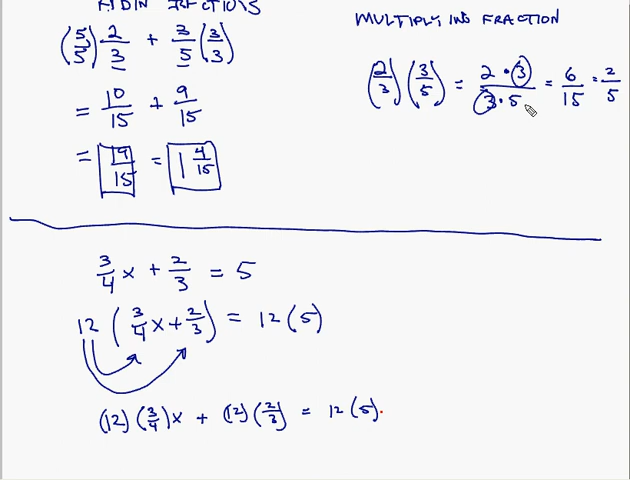 ADDING FRACTIONS
(5/5) 2/3 + 3/5 (3/3)
= 10/15 + 9/15
= 19/15 = 1 4/15
MULTIPLYING FRACTION
(2/3) (3/5) = 2•3/3•5 = 6/15 = 2/5
3/4 x + 2/3 = 5
12 (3/4 x + 2/3) = 12 (5)
(12) (3/4) x + (12) (2/3) = 12 (5).